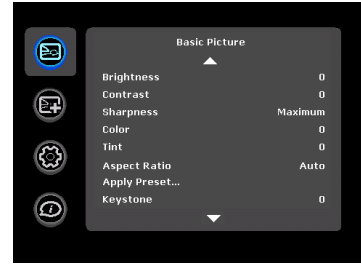 Basic Picture
Brightness 0
Contrast 0
Sharpness Maximum
Color 0
Tint 0
Aspect Ratio Auto
Apply Preset...
Keystone 0